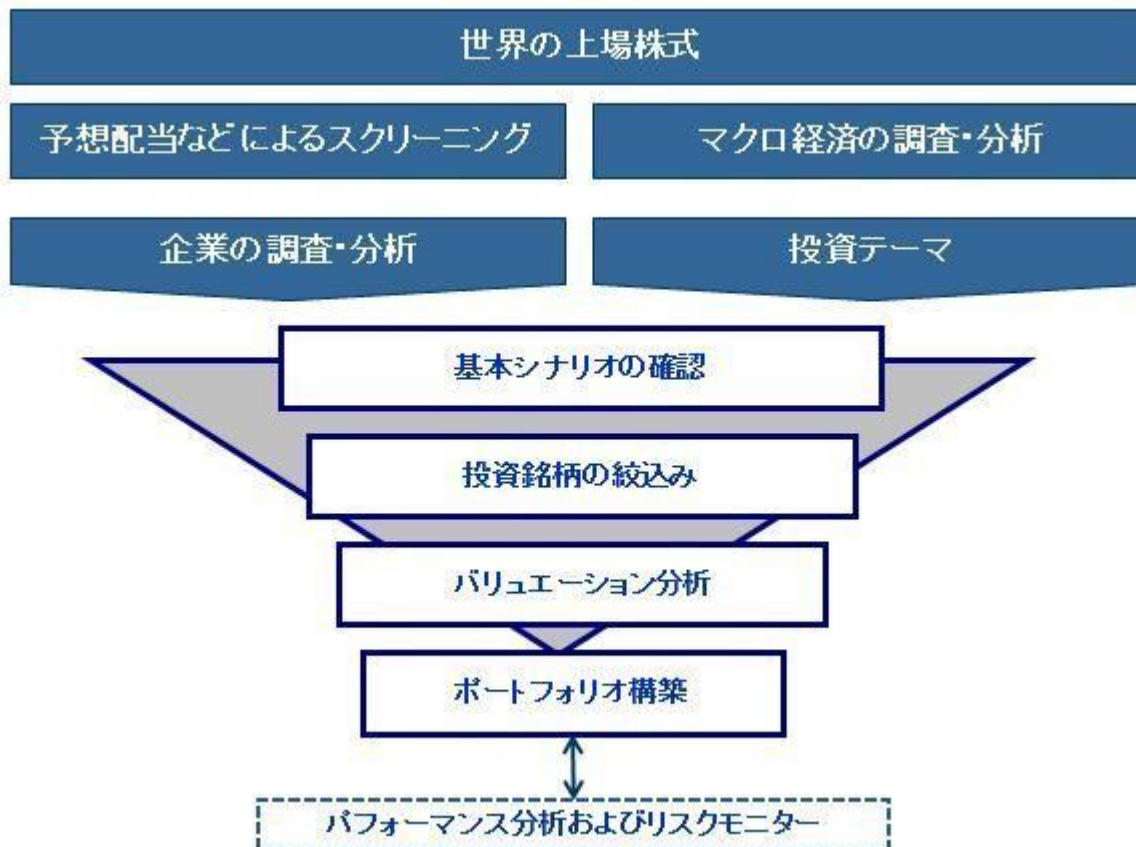 世界の上場株式
予想配当などによるスクリーニング
マクロ経済の調査・分析
企業の調査・分析
投資テーマ
基本シナリオの確認
投資銘柄の絞込み
バリュエーション分析
ポートフォリオ構築
パフォーマンス分析およびリスクモニター